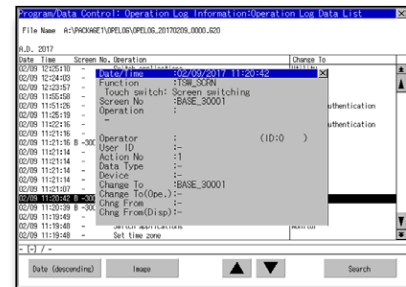 Program/Data Control: Operation Log Information:Operation Log Data List
File Name A:\PACKAGE1\OPELOG\OPELOG_20170209_0000.G2O
A.D. 2017
Date Time Screen No. Operation Change To
02/09 12:25:10 -
02/09 12:24:03 -
02/09 12:23:57 -
02/09 11:55:58 -
02/09 11:51:26 - uthentication
02/09 11:25:19 -
02/09 11:22:16 - uthentication
02/09 11:21:16 -
02/09 11:21:16 B -300
02/09 11:21:14 -
02/09 11:21:14 -
02/09 11:21:14 -
02/09 11:21:14 -
02/09 11:21:07 -
02/09 11:20:42 B -300
02/09 11:20:39 B -300
02/09 11:19:49 -
02/09 11:19:48 - Switch applications Monitor
02/09 11:19:48 - Set time zone
Date/Time :02/09/2017 11:20:42
Function :TSW_SCRN
Touch switch: Screen switching
Screen No :BASE_30001
Operation :
-
Operator : (ID:0 )
User ID :-
Action No :1
Data Type :-
Device :-
Change To :BASE_30001
Change To(Ope.):-
Chng From :-
Chng From(Disp):-
- [-] / -
Date (descending) Image Search